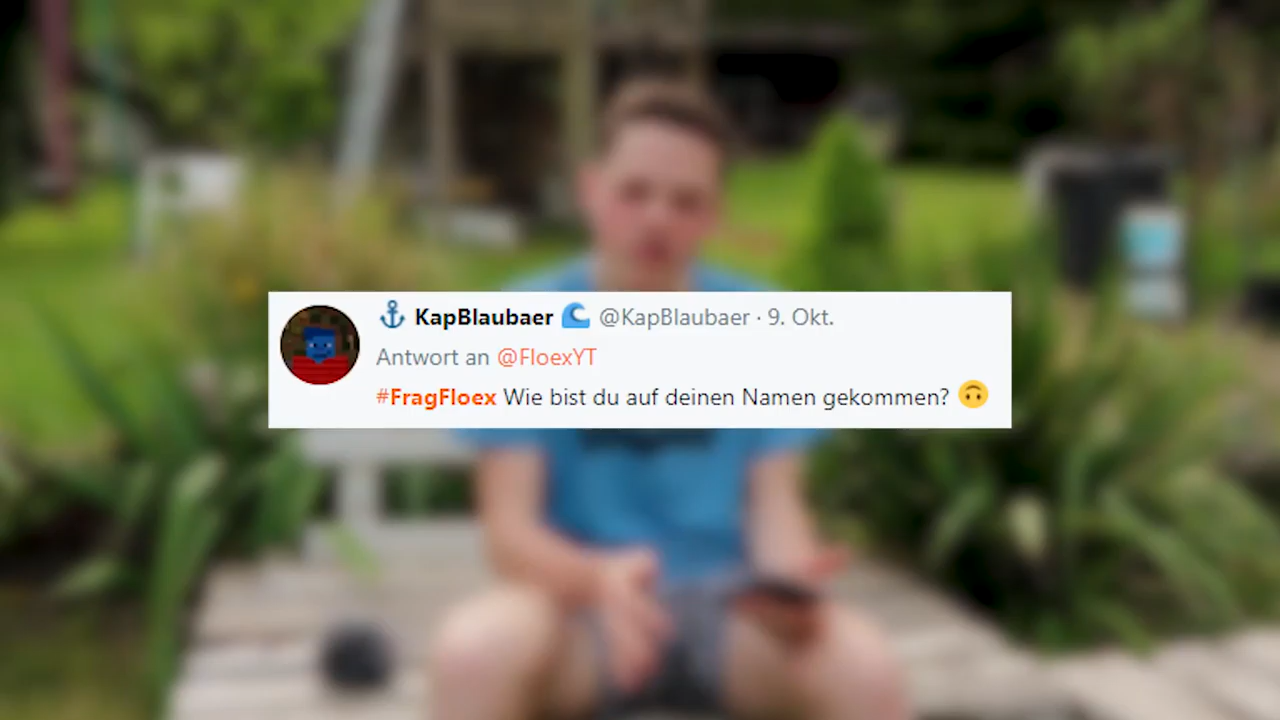 ⚓ KapBlaubaer 🌊 @KapBlaubaer · 9. Okt.
Antwort an @FloexYT
#FragFloex Wie bist du auf deinen Namen gekommen? 🙃